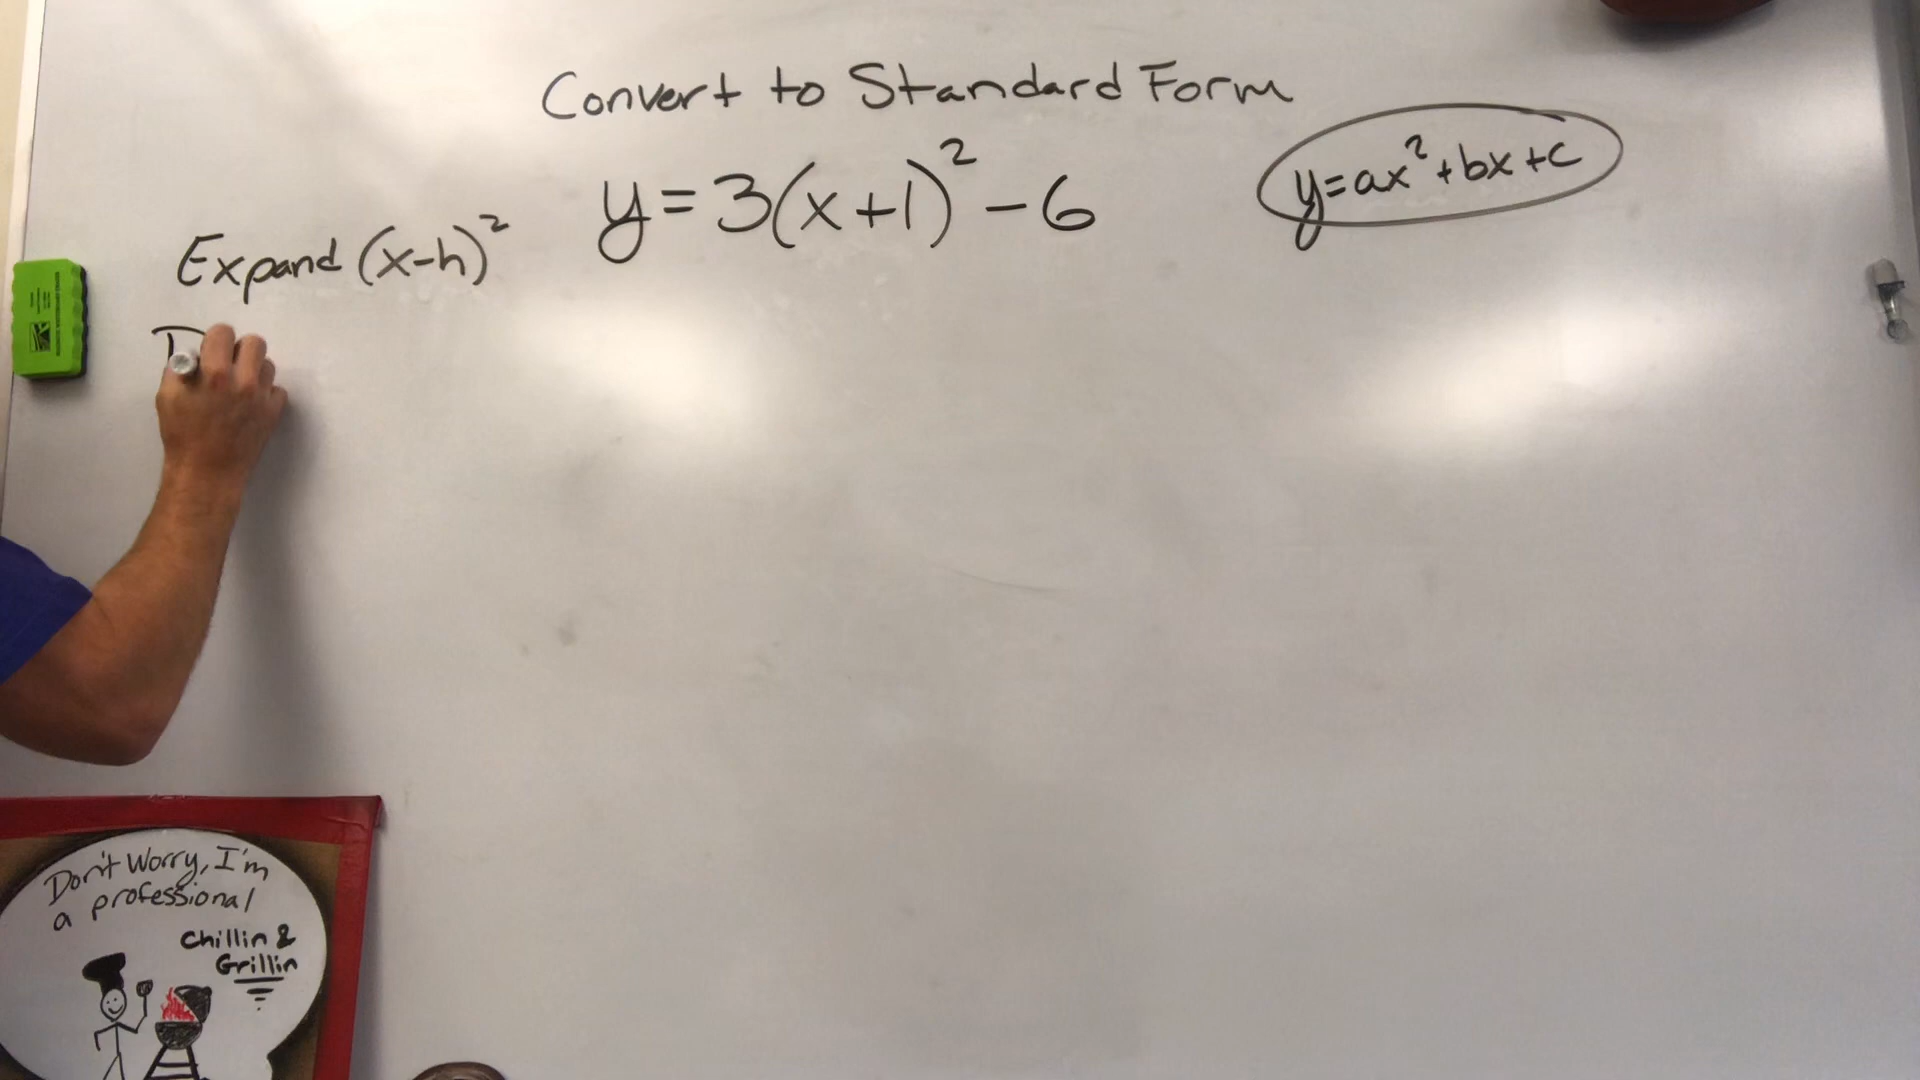 Convert to Standard Form
y=3(x+1)²-6
y=ax²+bx+c
Expand (x-h)²
Don't Worry, I'm
a professional
Chillin &
Grillin